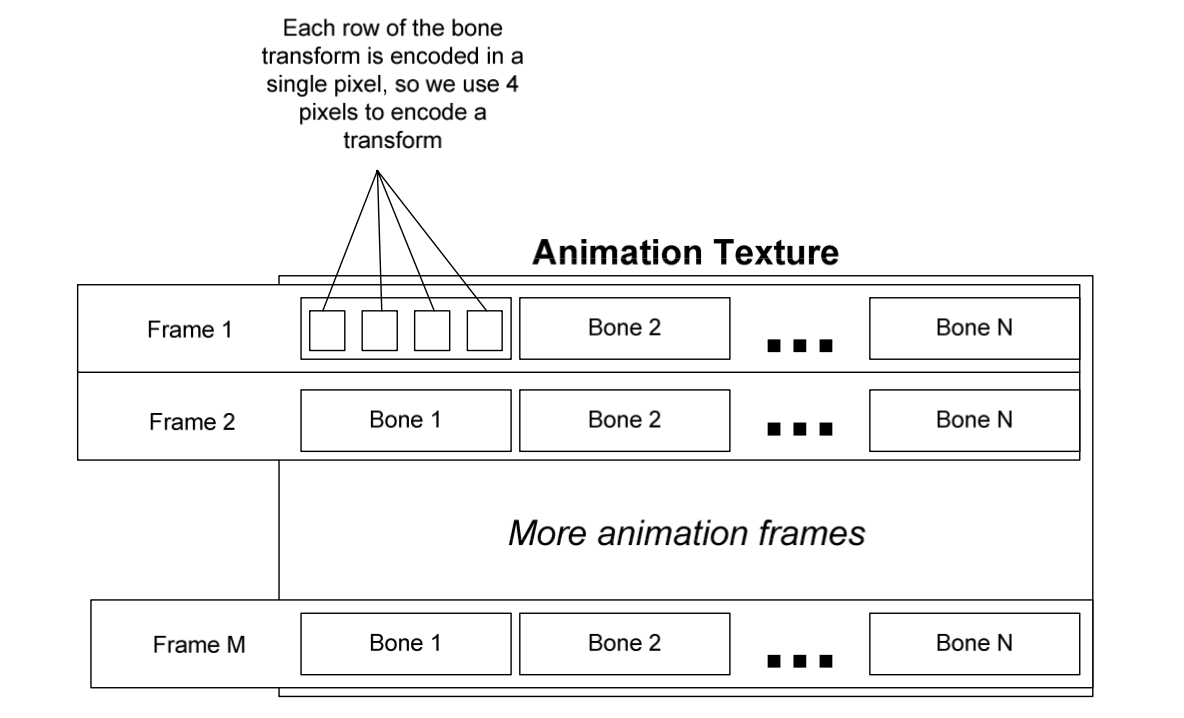 Each row of the bone
transform is encoded in a
single pixel, so we use 4
pixels to encode a
transform
Animation Texture
Frame 1
Bone 2
Bone N
Frame 2
Bone 1
Bone 2
Bone N
More animation frames
Frame M
Bone 1
Bone 2
Bone N